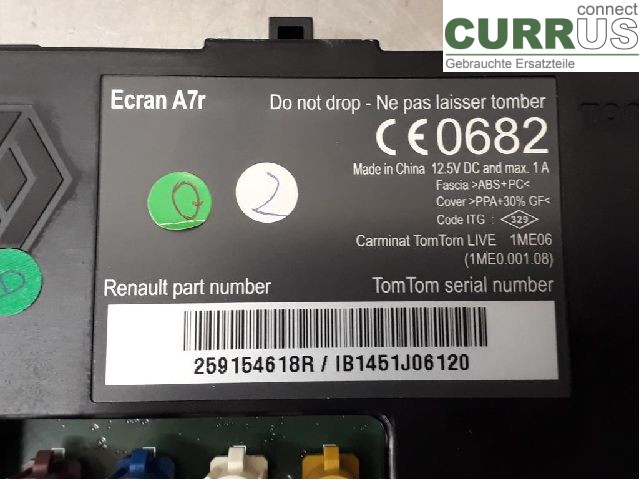 connect
CURRUS
Gebrauchte Ersatzteile
Ecran A7r
Do not drop - Ne pas laisser tomber
CE0682
Made in China 12.5V DC and max. 1 A
Fascia >ABS+PC<
Cover >PPA+30% GF<
Code ITG : 329
Carminat TomTom LIVE 1ME06
(1ME0.001.08)
0
2
Renault part number
TomTom serial number
259154618R / IB1451J06120